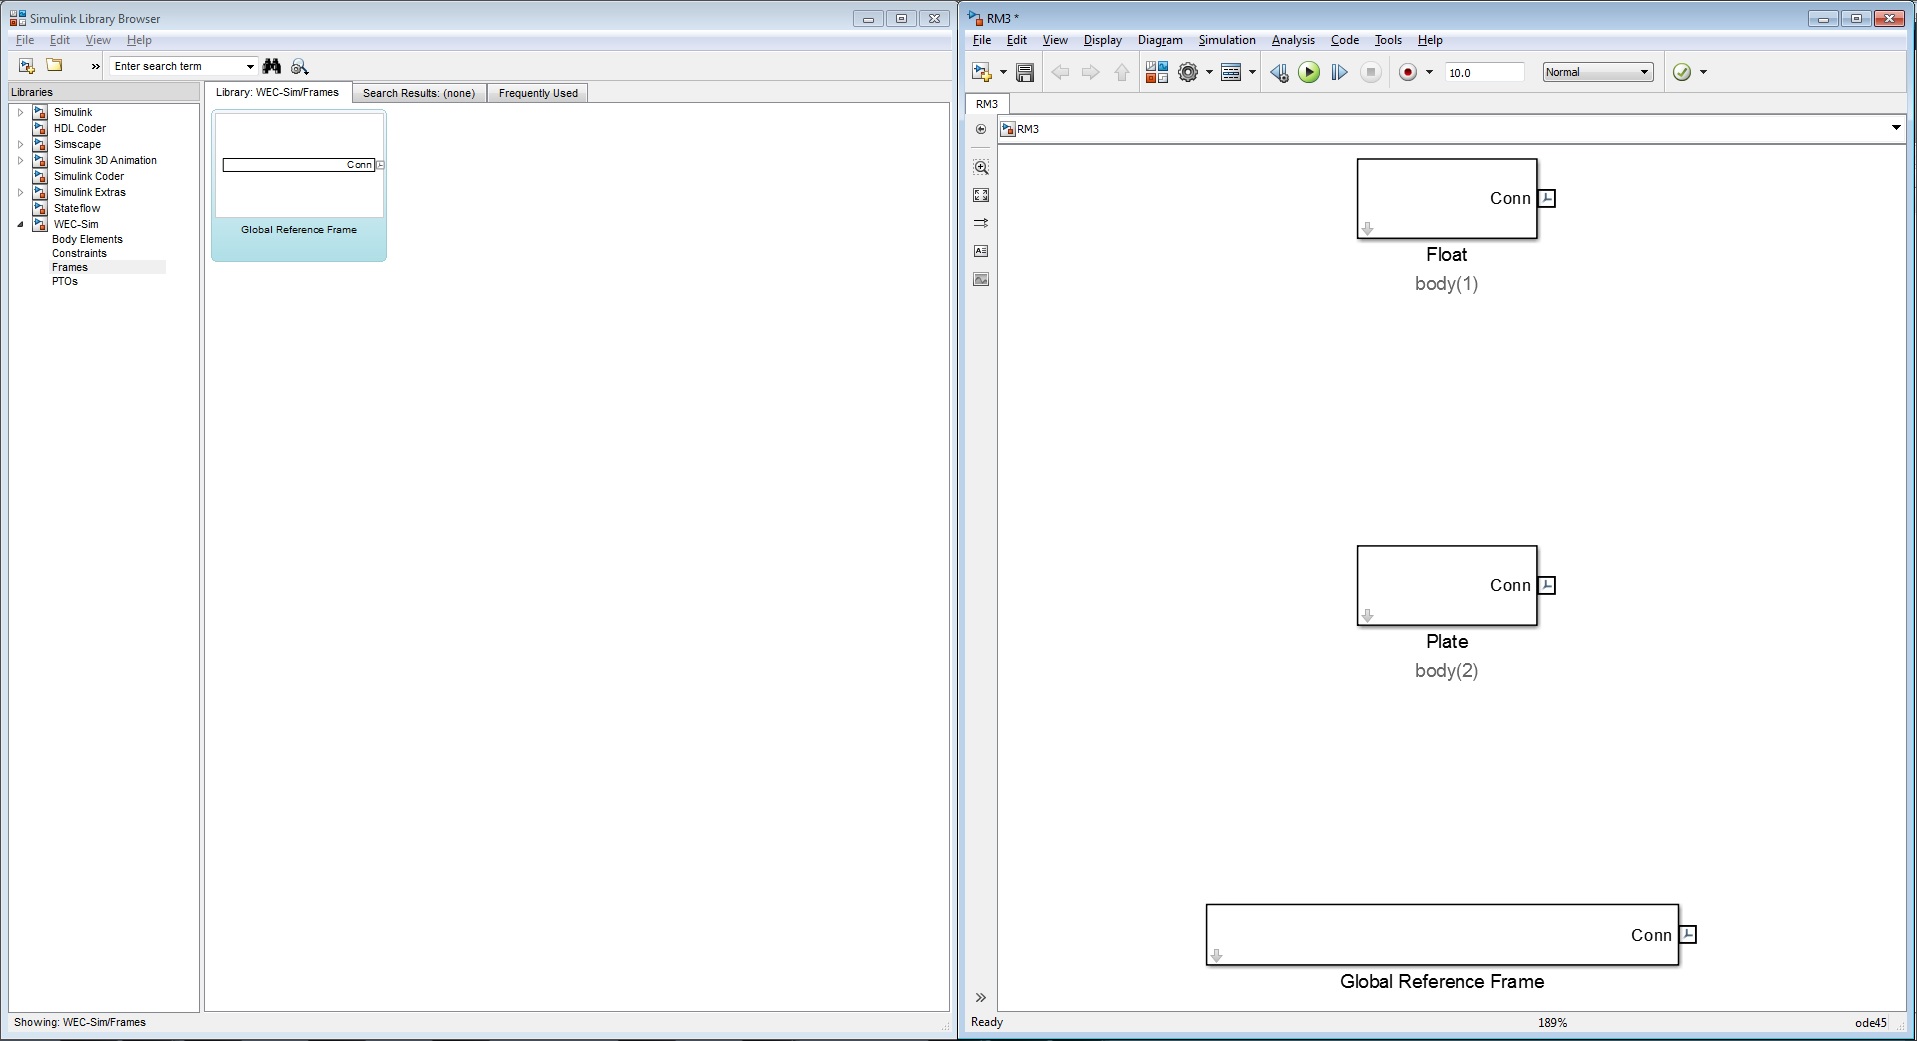 Simulink Library Browser
File Edit View Help
» Enter search term
Libraries
Simulink
HDL Coder
Simscape
Simulink 3D Animation
Simulink Coder
Simulink Extras
Stateflow
WEC-Sim
Body Elements
Constraints
Frames
PTOs
Library: WEC-Sim/Frames Search Results: (none) Frequently Used
Conn
Global Reference Frame
Showing: WEC-Sim/Frames
RM3 *
File Edit View Display Diagram Simulation Analysis Code Tools Help
10.0 Normal
RM3
RM3
Conn
Float
body(1)
Conn
Plate
body(2)
Conn
Global Reference Frame
»
Ready 189% ode45